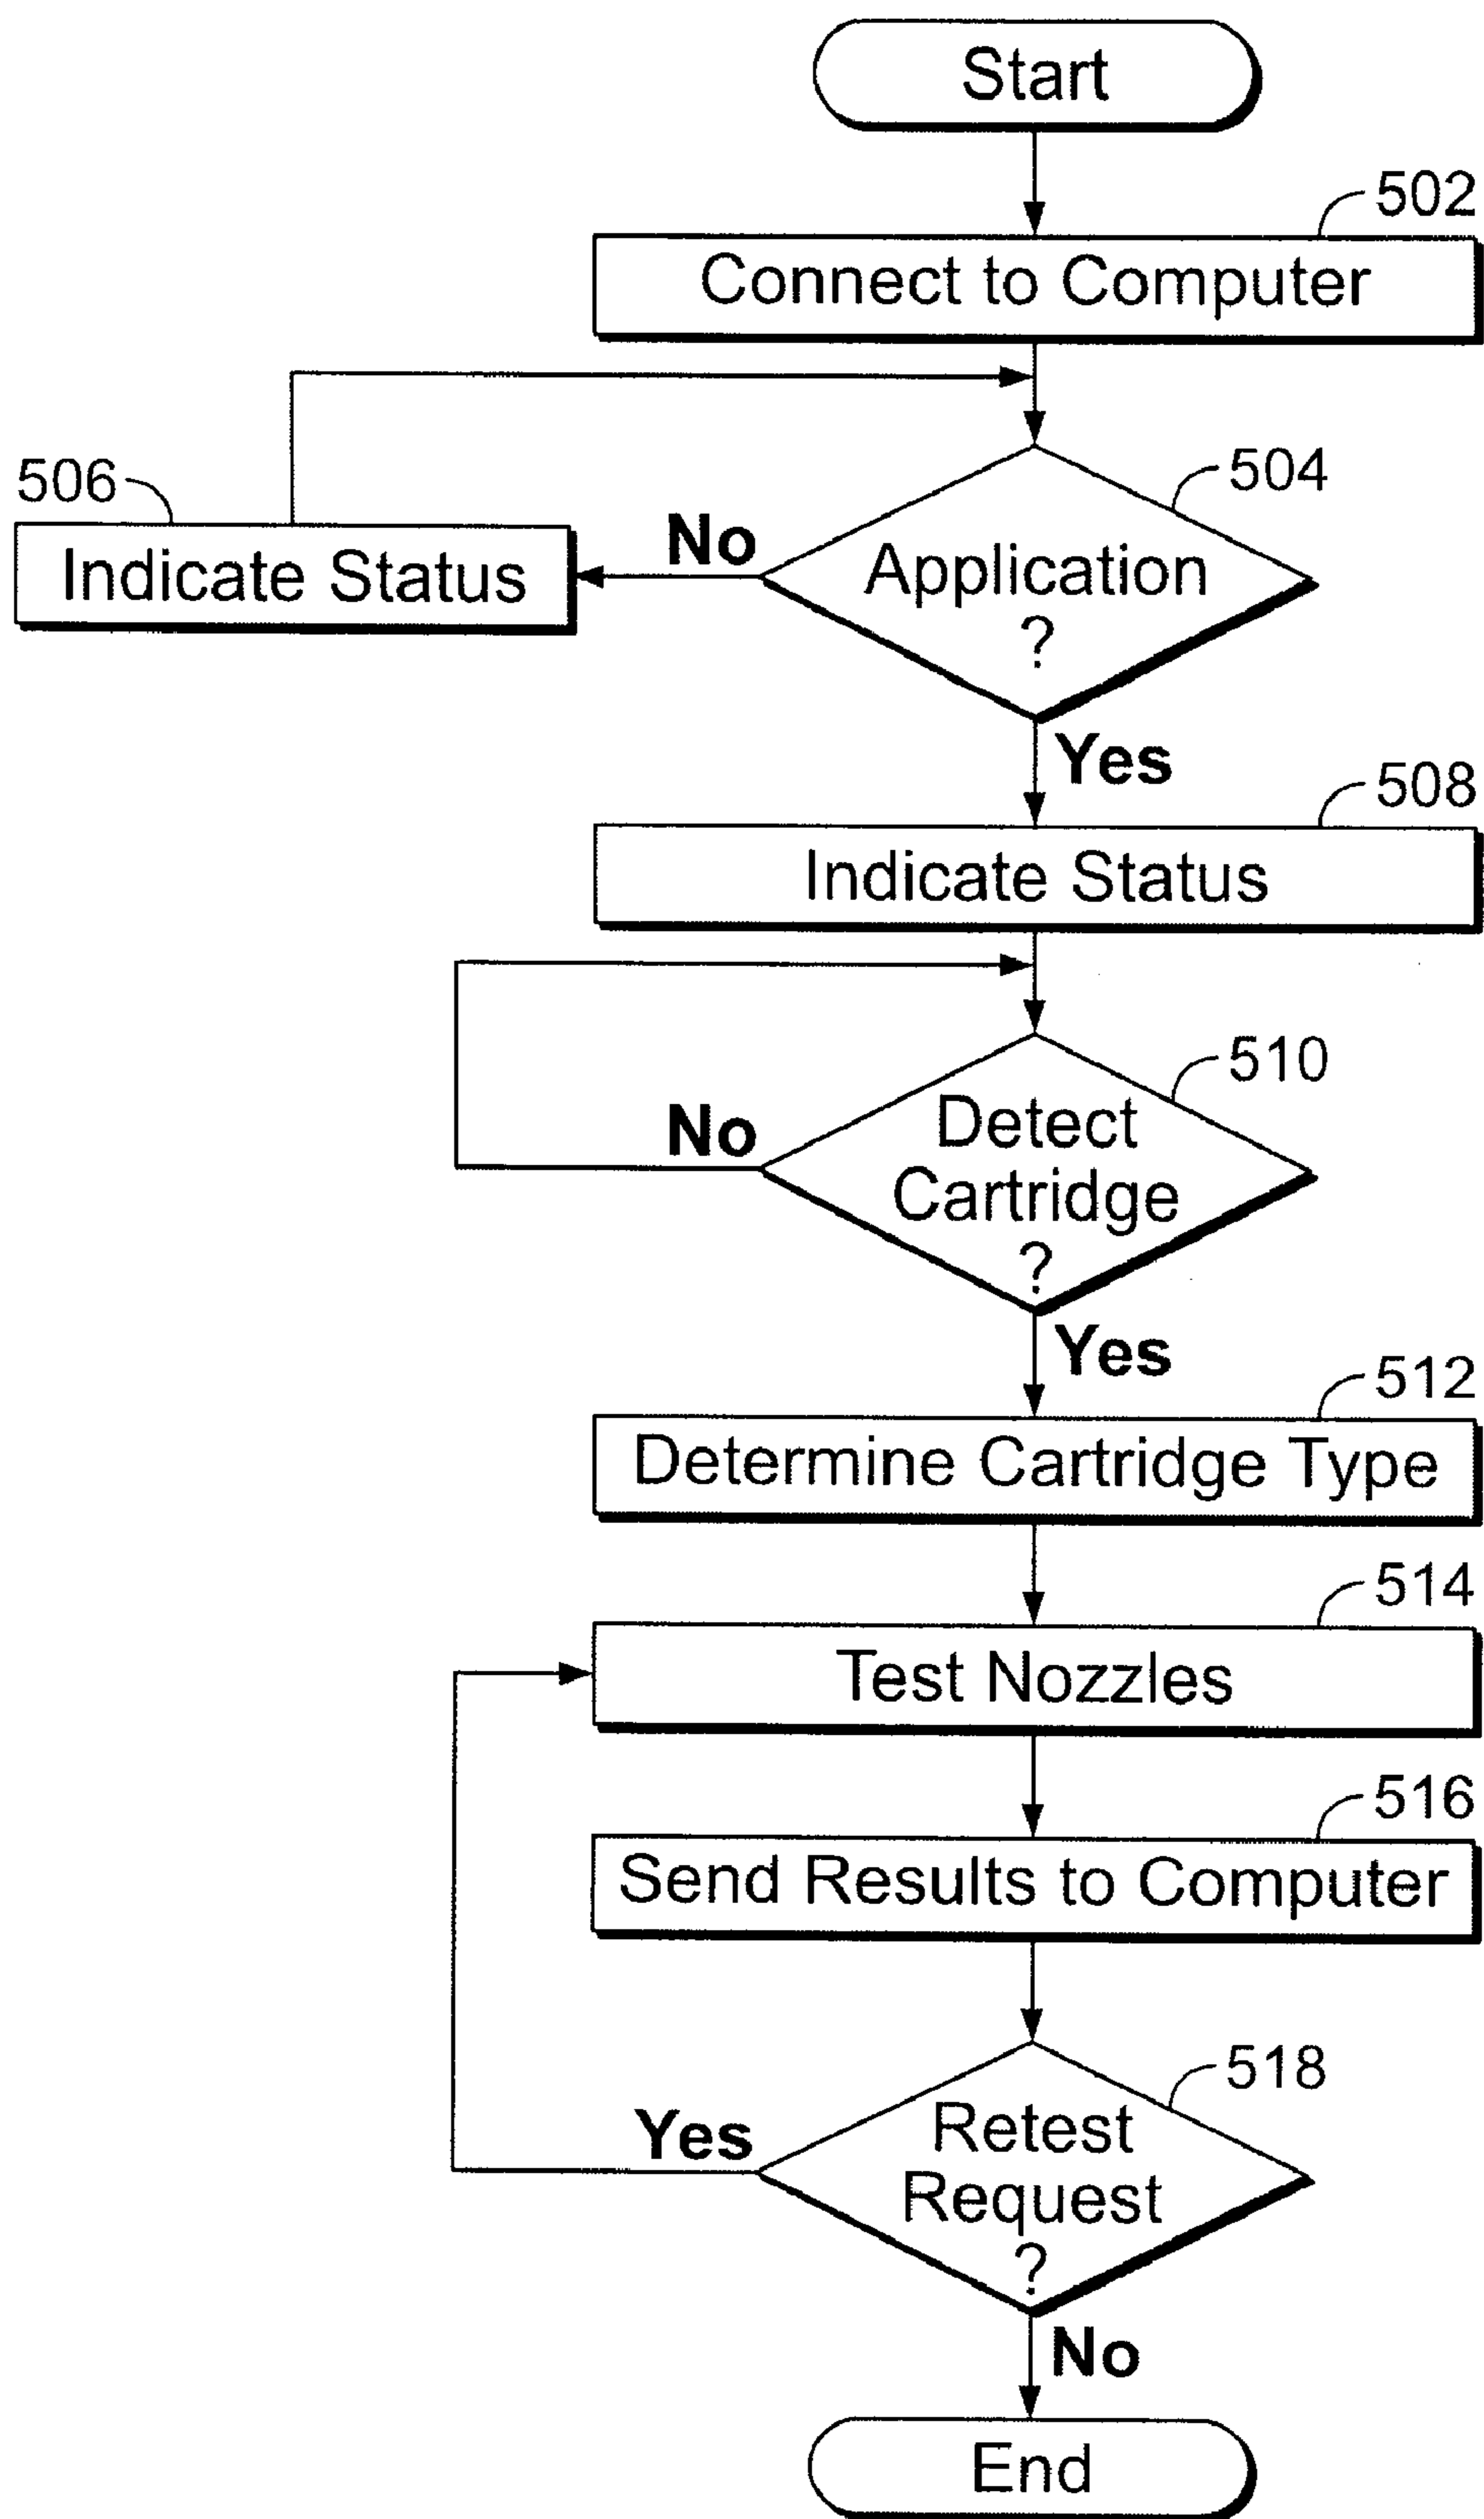 Start
502
Connect to Computer
506
504
No
Application
?
Indicate Status
Yes
508
Indicate Status
510
No
Detect
Cartridge
?
Yes
512
Determine Cartridge Type
514
Test Nozzles
516
Send Results to Computer
518
Yes
Retest
Request
?
No
End